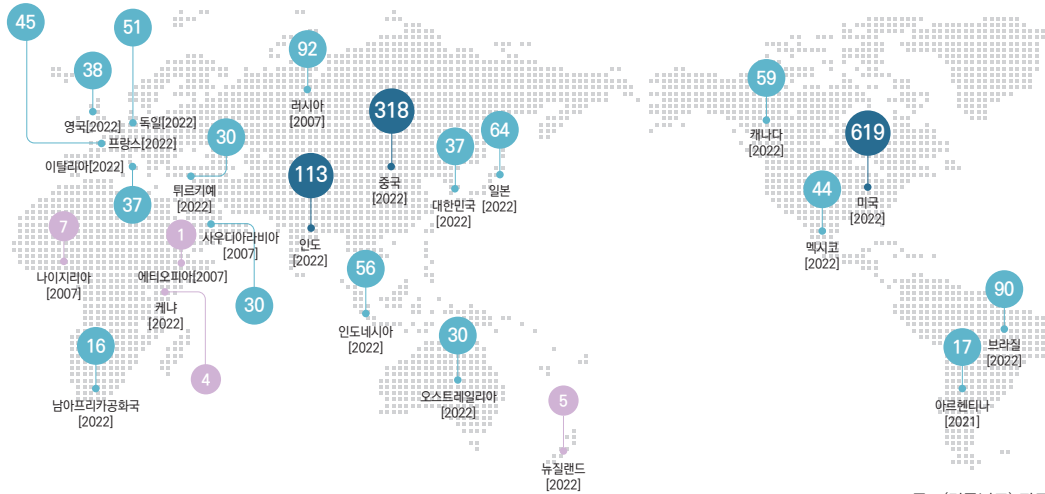 45
51
92
38
318
59
619
영국[2022]
독일[2022]
러시아
[2007]
30
37
64
캐나다
[2022]
프랑스[2022]
이탈리아[2022]
113
중국
[2022]
44
튀르키예
[2022]
대한민국
[2022]
일본
[2022]
미국
[2022]
37
7
1
사우디아라비아
[2007]
인도
[2022]
멕시코
[2022]
나이지리아
[2007]
에티오피아[2007]
56
90
케냐
[2022]
30
인도네시아
[2022]
30
브라질
[2022]
16
17
4
남아프리카공화국
[2022]
오스트레일리아
[2022]
5
아르헨티나
[2021]
뉴질랜드
[2022]